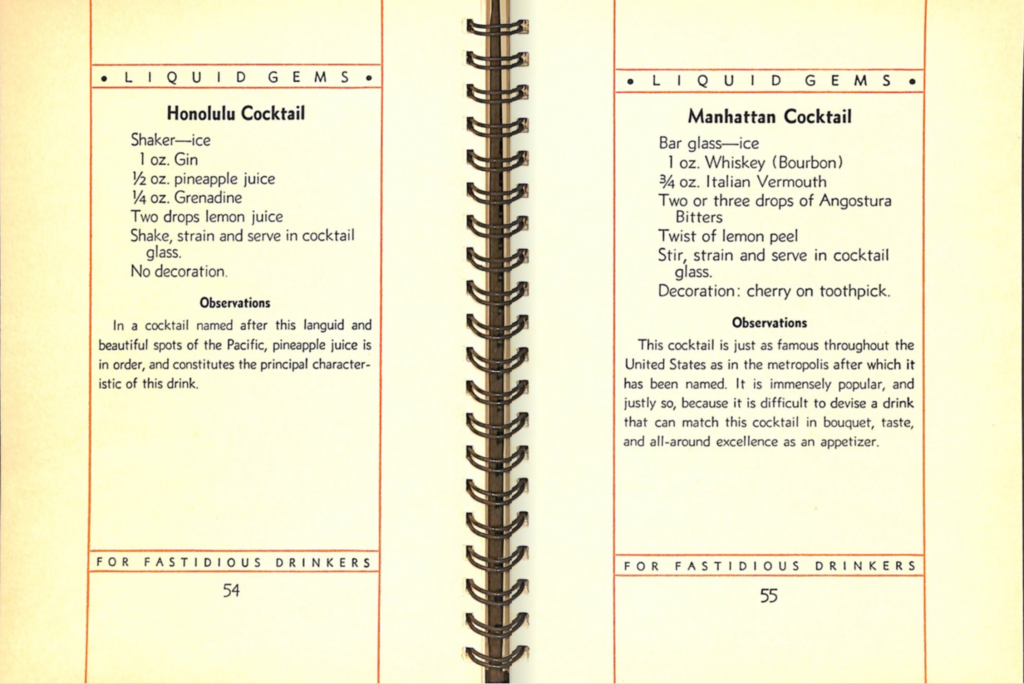 • LIQUID GEMS •
Honolulu Cocktail
Shaker—ice
1 oz. Gin
½ oz. pineapple juice
¼ oz. Grenadine
Two drops lemon juice
Shake, strain and serve in cocktail
glass.
No decoration.
Observations
In a cocktail named after this languid and
beautiful spots of the Pacific, pineapple juice is
in order, and constitutes the principal character-
istic of this drink.
FOR FASTIDIOUS DRINKERS
54
• LIQUID GEMS •
Manhattan Cocktail
Bar glass—ice
1 oz. Whiskey (Bourbon)
¾ oz. Italian Vermouth
Two or three drops of Angostura
Bitters
Twist of lemon peel
Stir, strain and serve in cocktail
glass.
Decoration: cherry on toothpick.
Observations
This cocktail is just as famous throughout the
United States as in the metropolis after which it
has been named. It is immensely popular, and
justly so, because it is difficult to devise a drink
that can match this cocktail in bouquet, taste,
and all-around excellence as an appetizer.
FOR FASTIDIOUS DRINKERS
55